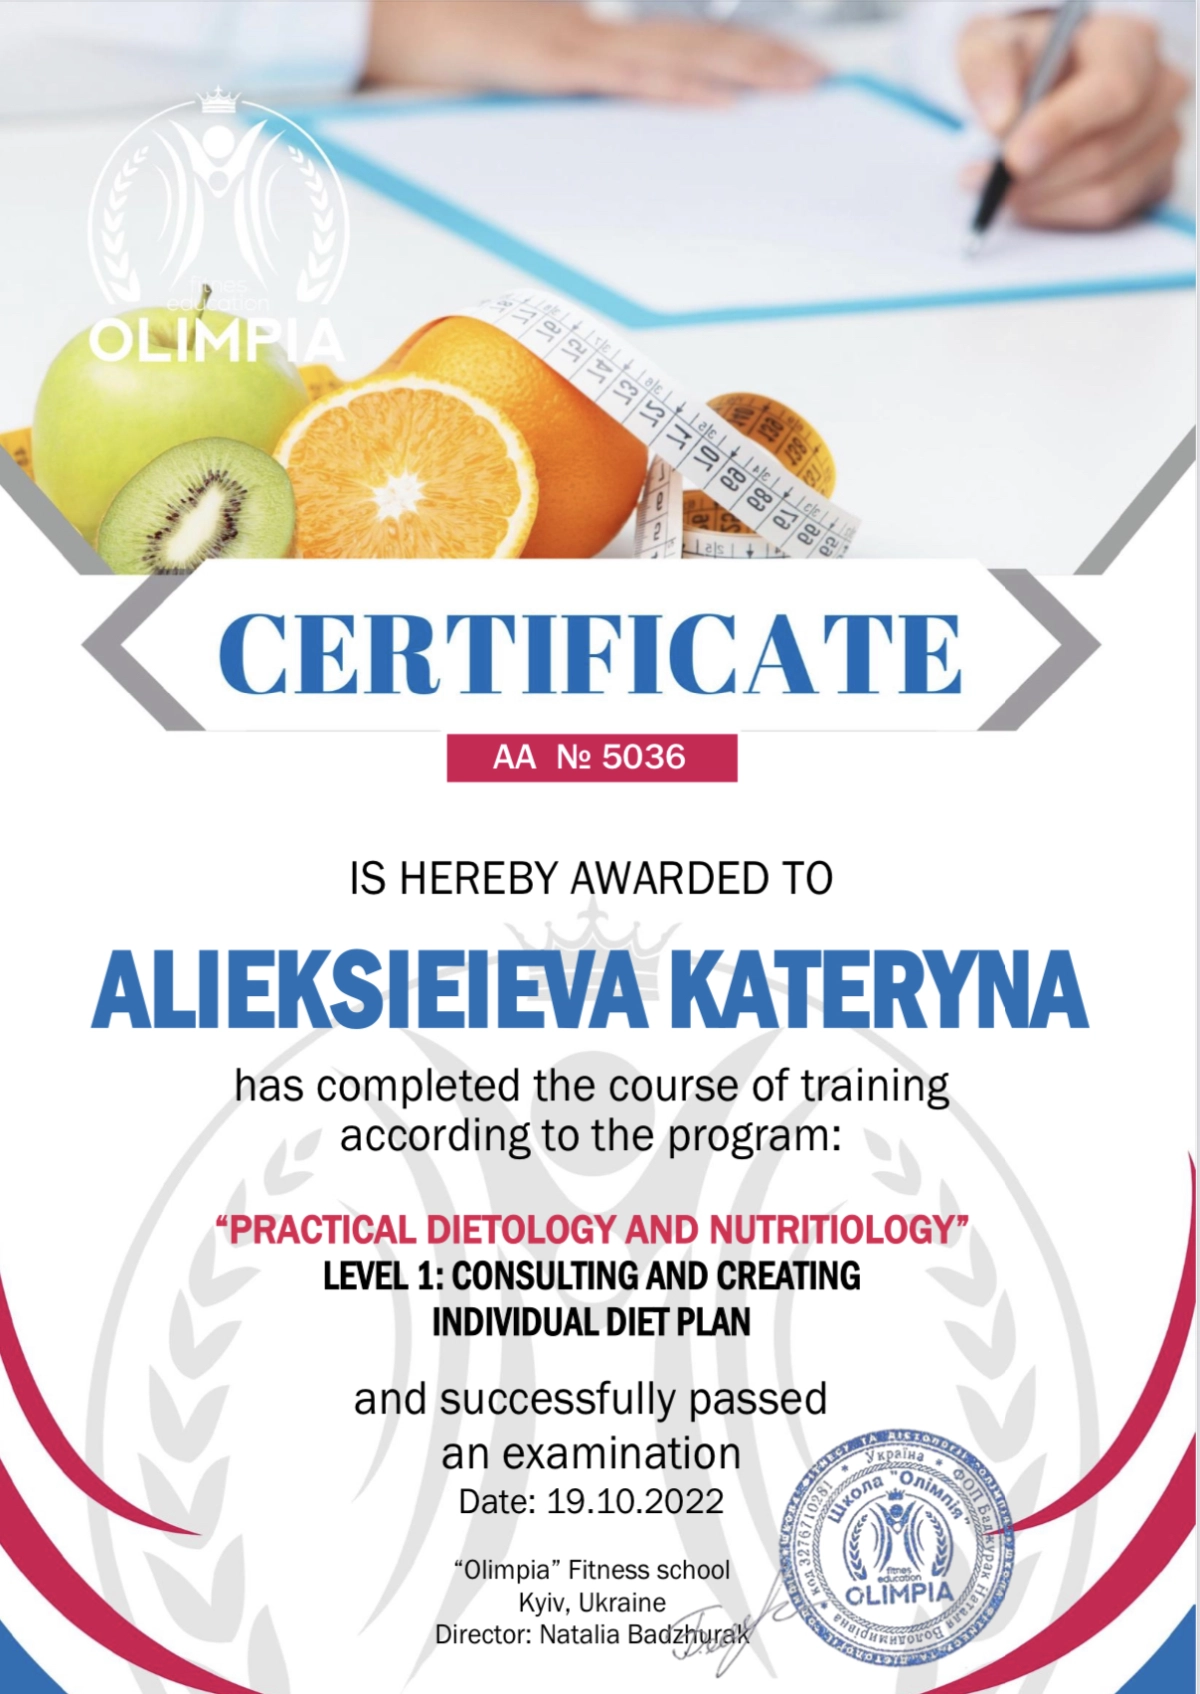 fitnes
education
OLIMPIA
CERTIFICATE
AA № 5036
IS HEREBY AWARDED TO
ALIEKSIEIEVA KATERYNA
has completed the course of training
according to the program:
“PRACTICAL DIETOLOGY AND NUTRITIOLOGY”
LEVEL 1: CONSULTING AND CREATING
INDIVIDUAL DIET PLAN
and successfully passed
an examination
Date: 19.10.2022
“Olimpia” Fitness school
Kyiv, Ukraine
Director: Natalia Badzhurak
Україна
ФОП Баджурак Наталя Володимирівна
код 3276710281
Школа "Олімпія"
fitnes
education
OLIMPIA